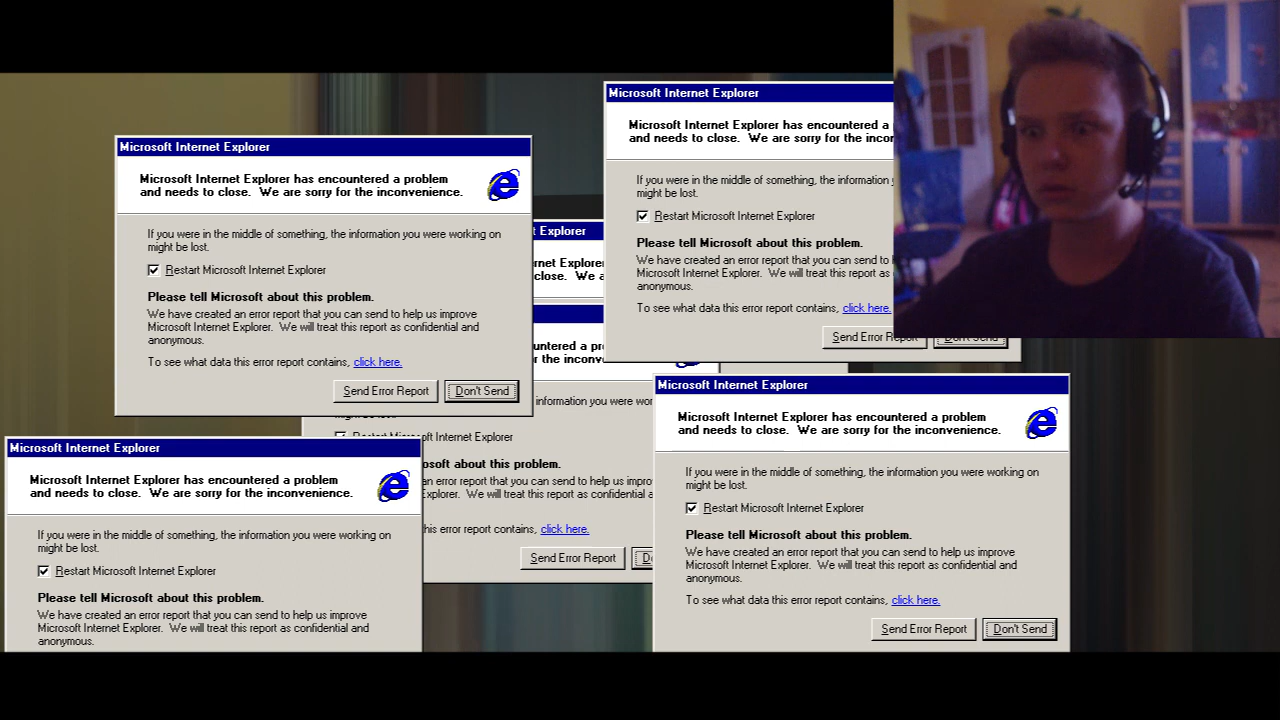 Microsoft Internet Explorer
Microsoft Internet Explorer has encountered a problem
and needs to close. We are sorry for the inconvenience.
If you were in the middle of something, the information you were working on
might be lost.
Restart Microsoft Internet Explorer
Please tell Microsoft about this problem.
We have created an error report that you can send to help us improve
Microsoft Internet Explorer. We will treat this report as confidential and
anonymous.
To see what data this error report contains, click here.
Send Error Report Don't Send
Microsoft Internet Explorer
Microsoft Internet Explorer has encountered a
and needs to close. We are sorry for the
If you were in the middle of something, the information
might be lost.
Restart Microsoft Internet Explorer
Please tell Microsoft about this problem.
We have created an error report that you can send to
Microsoft Internet Explorer. We will treat this report as
anonymous.
To see what data this error report contains, click here.
Send Error Report Don't Send
Explorer
close. We
information you were
Microsoft Internet Explorer
about this problem.
an error report that you can send to help us
We will treat this report as confidential
this error report contains, click here.
Send Error Report
Microsoft Internet Explorer
Microsoft Internet Explorer has encountered a problem
and needs to close. We are sorry for the inconvenience.
If you were in the middle of something, the information you were working on
might be lost.
Restart Microsoft Internet Explorer
Please tell Microsoft about this problem.
We have created an error report that you can send to help us improve
Microsoft Internet Explorer. We will treat this report as confidential and
anonymous.
Microsoft Internet Explorer
Microsoft Internet Explorer has encountered a problem
and needs to close. We are sorry for the inconvenience.
If you were in the middle of something, the information you were working on
might be lost.
Restart Microsoft Internet Explorer
Please tell Microsoft about this problem.
We have created an error report that you can send to help us improve
Microsoft Internet Explorer. We will treat this report as confidential and
anonymous.
To see what data this error report contains, click here.
Send Error Report Don't Send